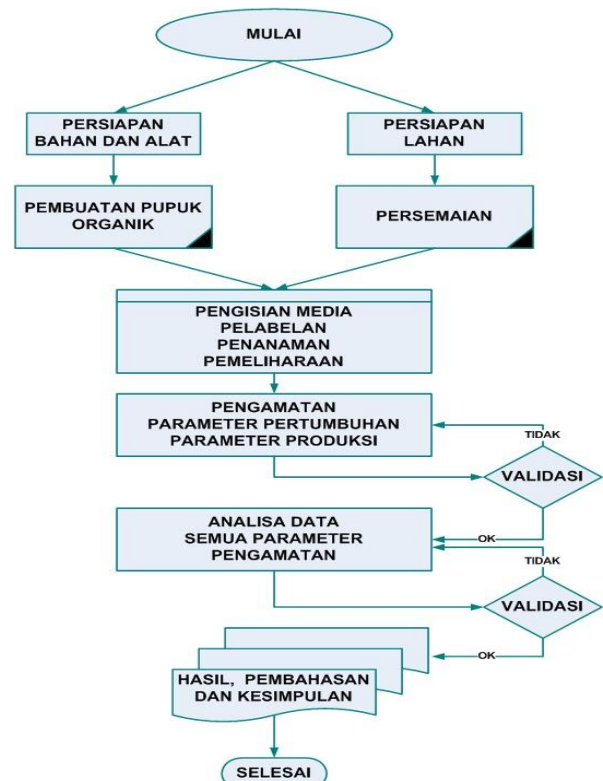 MULAI
PERSIAPAN
BAHAN DAN ALAT
PERSIAPAN
LAHAN
PEMBUATAN PUPUK
ORGANIK
PERSEMAIAN
PENGISIAN MEDIA
PELABELAN
PENANAMAN
PEMELIHARAAN
PENGAMATAN
PARAMETER PERTUMBUHAN
PARAMETER PRODUKSI
TIDAK
VALIDASI
ANALISA DATA
SEMUA PARAMETER
PENGAMATAN
OK
TIDAK
VALIDASI
OK
HASIL, PEMBAHASAN
DAN KESIMPULAN
SELESAI